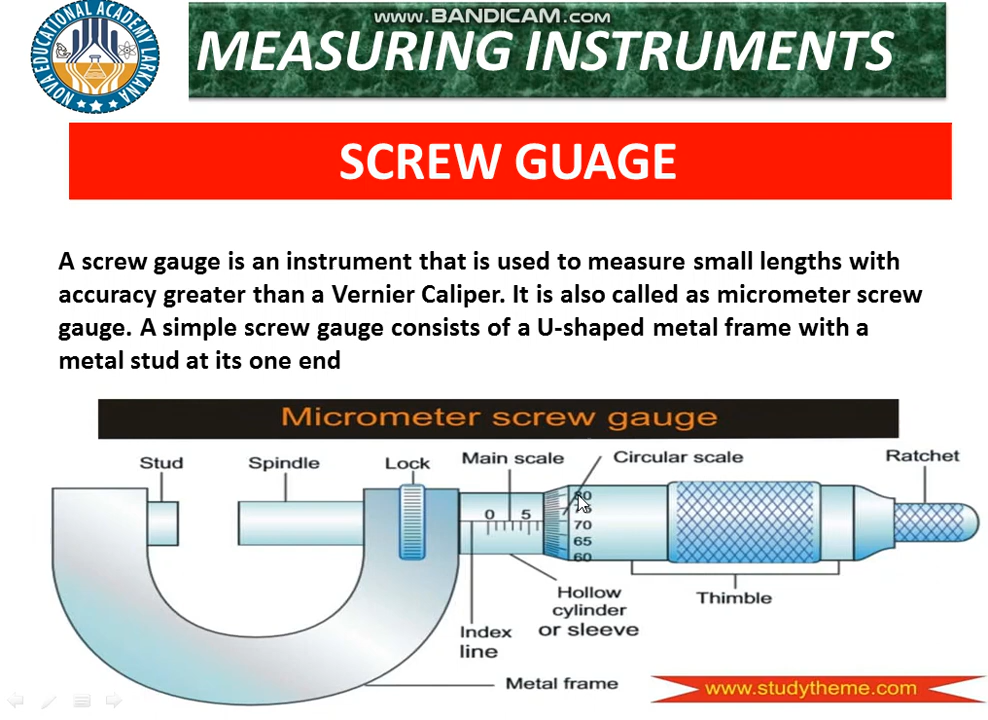 www.BANDICAM.com
NOVA EDUCATIONAL ACADEMY LARKANA
MEASURING INSTRUMENTS
SCREW GUAGE
A screw gauge is an instrument that is used to measure small lengths with
accuracy greater than a Vernier Caliper. It is also called as micrometer screw
gauge. A simple screw gauge consists of a U-shaped metal frame with a
metal stud at its one end
Micrometer screw gauge
Stud
Spindle
Lock
Main scale
Circular scale
Ratchet
0 5
80
70
65
60
Hollow
cylinder
or sleeve
Thimble
Index
line
Metal frame
www.studytheme.com